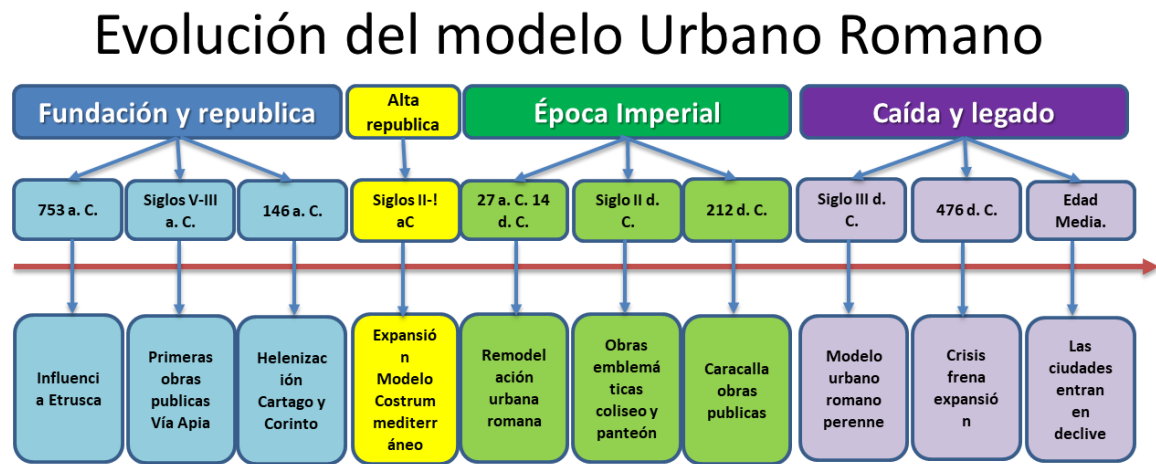 Evolución del modelo Urbano Romano
Fundación y republica
Alta
republica
Época Imperial
Caída y legado
753 a. C.
Siglos V-III
a. C.
146 a. C.
Siglos II-!
aC
27 a. C. 14
d. C.
Siglo II d.
C.
212 d. C.
Siglo III d.
C.
476 d. C.
Edad
Media.
Influenci
a Etrusca
Primeras
obras
publicas
Vía Apia
Helenizac
ión
Cartago y
Corinto
Expansió
n
Modelo
Costrum
mediterr
áneo
Remodel
ación
urbana
romana
Obras
emblemá
ticas
coliseo y
panteón
Caracalla
obras
publicas
Modelo
urbano
romano
perenne
Crisis
frena
expansió
n
Las
ciudades
entran
en
declive